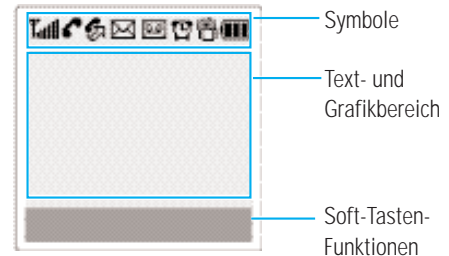 Symbole
Text- und
Grafikbereich
Soft-Tasten-
Funktionen